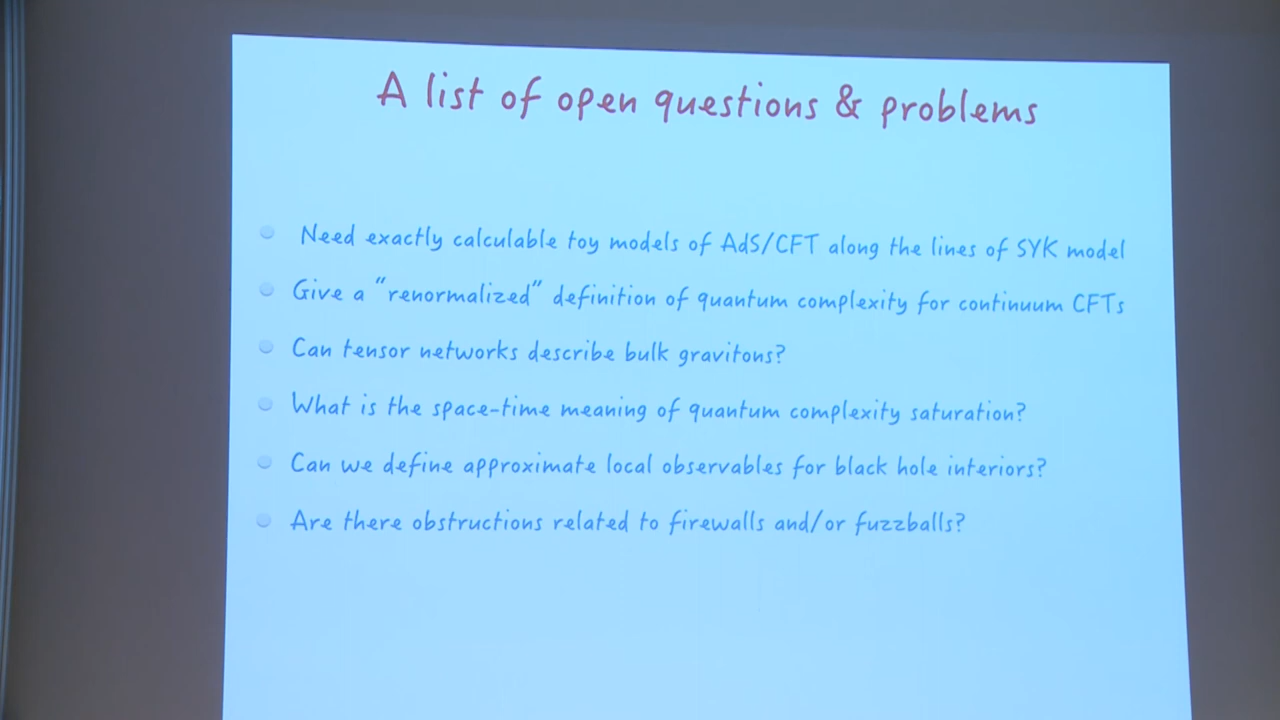 A list of open questions & problems
Need exactly calculable toy models of AdS/CFT along the lines of SYK model
Give a "renormalized" definition of quantum complexity for continuum CFTs
Can tensor networks describe bulk gravitons?
What is the space-time meaning of quantum complexity saturation?
Can we define approximate local observables for black hole interiors?
Are there obstructions related to firewalls and/or fuzzballs?